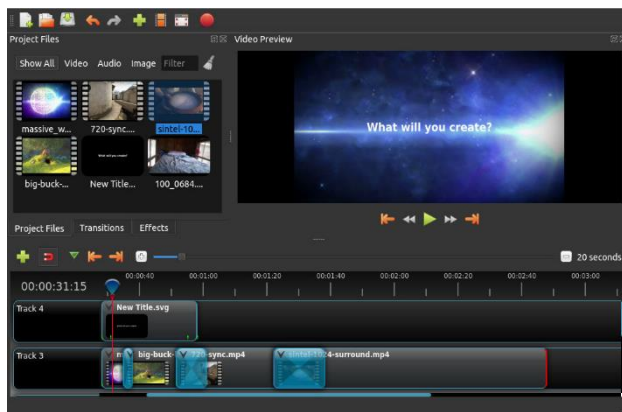 Project Files
Video Preview
Show All Video Audio Image Filter
massive_w... 720-sync.... sintel-10...
What will you create?
big-buck-... New Title... 100_0684....
Project Files Transitions Effects
20 seconds
00:00:31:15
00:00:40 00:01:00 00:01:20 00:01:40 00:02:00 00:02:20 00:02:40 00:03:00
Track 4
New Title.svg
Track 3
big-buck- 720-sync.mp4 sintel-1024-surround.mp4